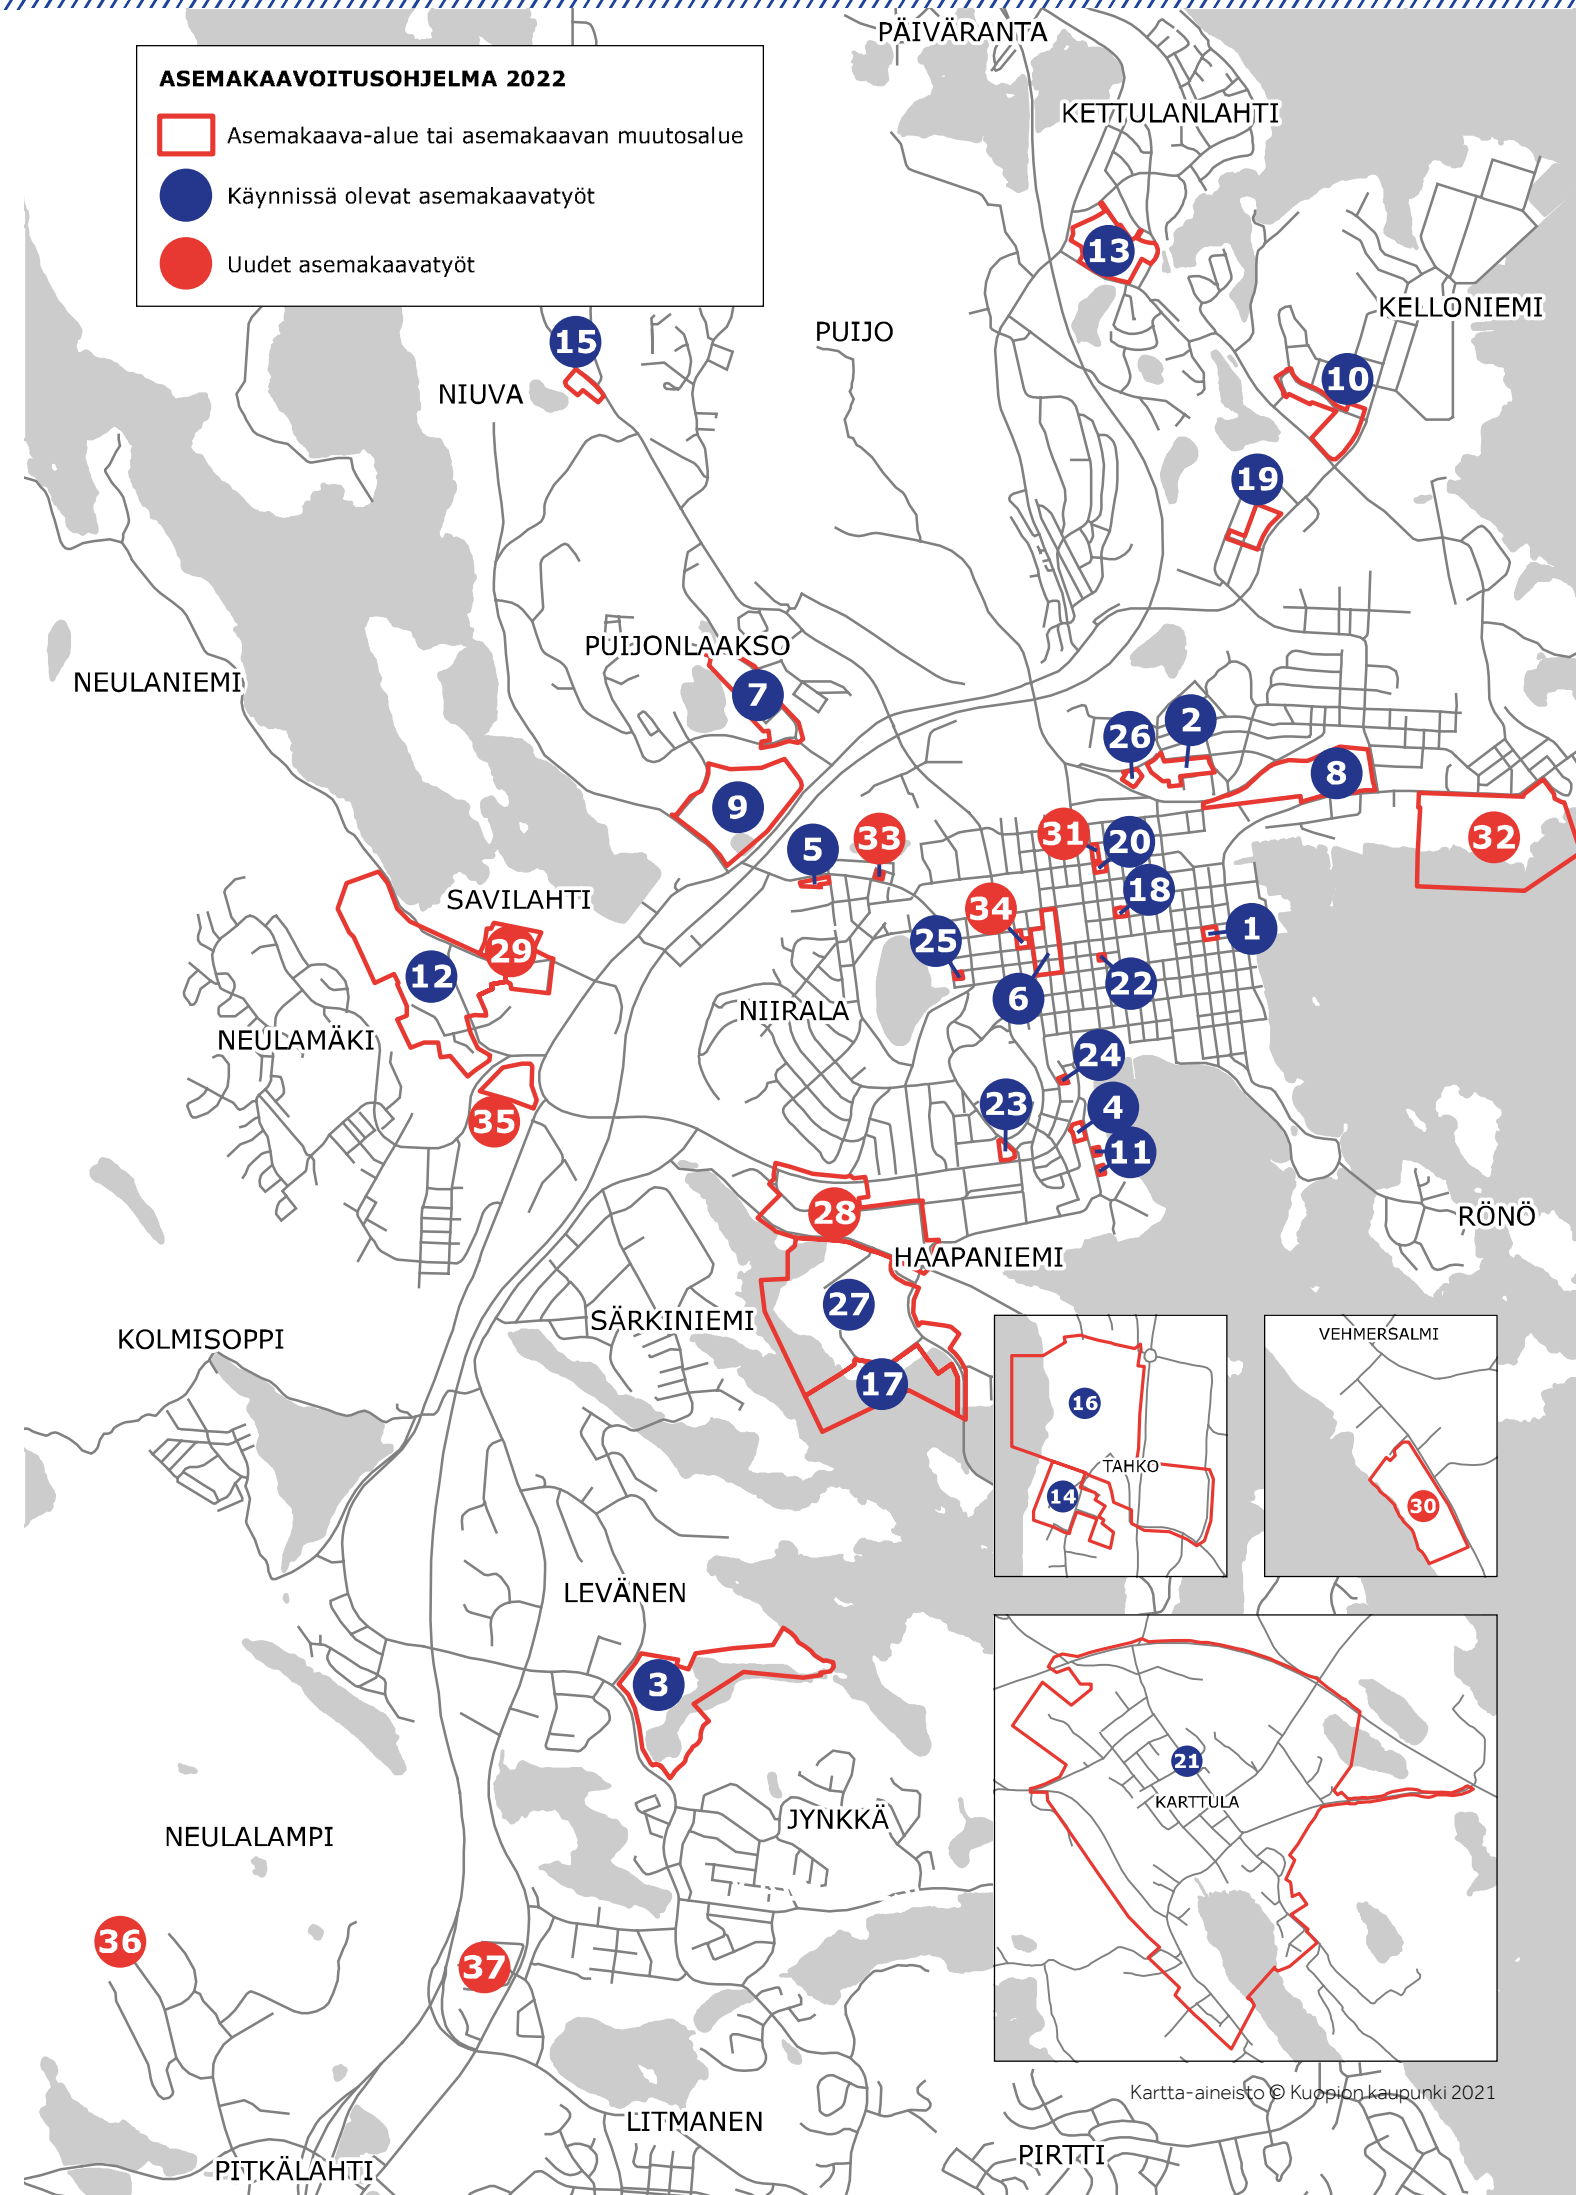 PÄIVÄRANTA
ASEMAKAAVOITUSOHJELMA 2022
KETTULANLAHTI
Asemakaava-alue tai asemakaavan muutosalue
Käynnissä olevat asemakaavatyöt
13
Uudet asemakaavatyöt
KELLONIEMI
PUIJO
15
10
NIUVA
19
PUIJONLAAKSO
NEULANIEMI
7
2
26
8
9
31
32
33
20
5
18
SAVILAHTI
34
1
25
29
12
22
6
NIIRALA
NEULAMÄKI
24
23
4
35
11
28
RÖNÖ
HAAPANIEMI
27
SÄRKINIEMI
VEHMERSALMI
KOLMISOPPI
17
16
TAHKO
14
30
LEVÄNEN
3
21
KARTTULA
JYNKKÄ
NEULALAMPI
36
37
Kartta-aineisto © Kuopion kaupunki 2021
LITMANEN
PIRTTI
PITKÄLAHTI